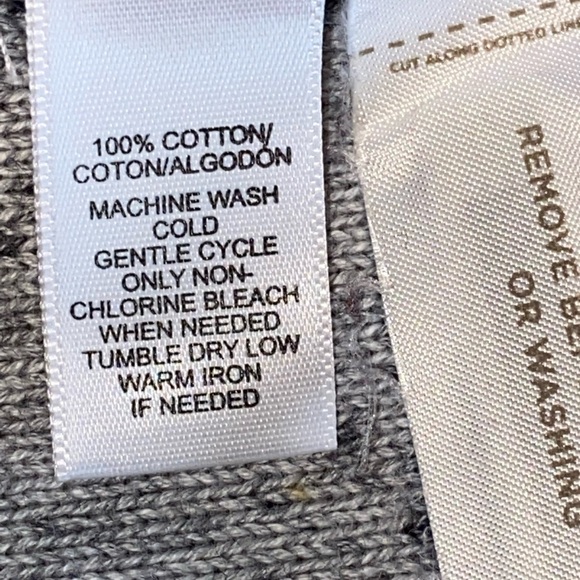 100% COTTON/
COTON/ALGODÓN
MACHINE WASH
COLD
GENTLE CYCLE
ONLY NON-
CHLORINE BLEACH
WHEN NEEDED
TUMBLE DRY LOW
WARM IRON
IF NEEDED
CUT ALONG DOTTED
REMOVE
OR WASHING